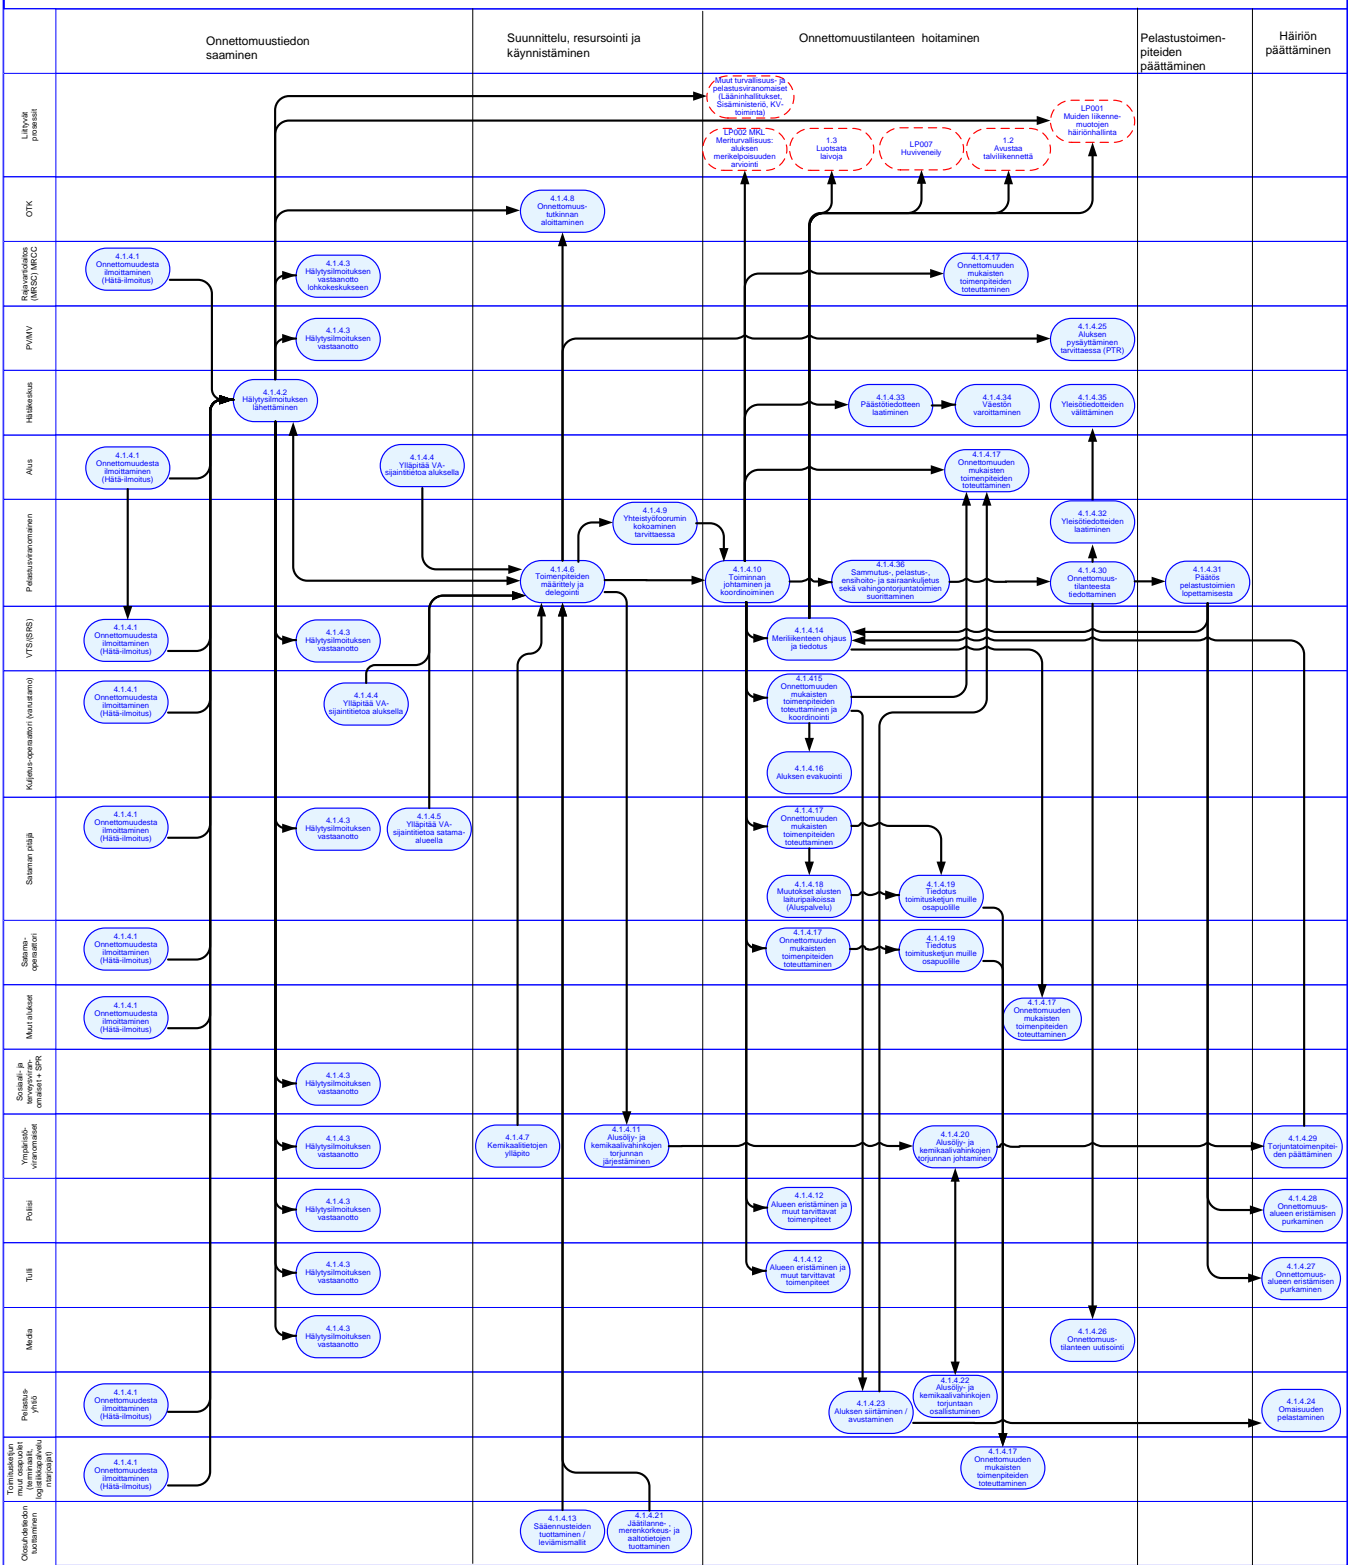 Onnettomuustiedon
saaminen
Suunnittelu, resursointi ja
käynnistäminen
Onnettomuustilanteen hoitaminen
Pelastustoimen-
piteiden
päättäminen
Häiriön
päättäminen
Liittyvät
prosessit
Muut turvallisuus- ja
pelastusviranomaiset
(Lääninhallitukset,
Sisäministeriö, KV-
toiminta)
LP001
Muiden liikenne-
muotojen
häiriönhallinta
LP002 MKL
Meriturvallisuus:
aluksen
merikelpoisuuden
arviointi
1.3
Luotsata
laivoja
LP007
Huviveneily
1.2
Avustaa
talviliikennettä
OTK
4.1.4.8
Onnettomuus-
tutkinnan
aloittaminen
Rajavartiolaitos
(MRSC) MRCC
4.1.4.1
Onnettomuudesta
ilmoittaminen
(Hätä-ilmoitus)
4.1.4.3
Hälytysilmoituksen
vastaanotto
lohkokeskukseen
4.1.4.17
Onnettomuuden
mukaisten
toimenpiteiden
toteuttaminen
PV/MV
4.1.4.3
Hälytysilmoituksen
vastaanotto
4.1.4.25
Aluksen
pysäyttäminen
tarvittaessa (PTR)
Hätäkeskus
4.1.4.2
Hälytysilmoituksen
lähettäminen
4.1.4.33
Päästötiedotteen
laatiminen
4.1.4.34
Väestön
varoittaminen
4.1.4.35
Yleisötiedotteiden
välittäminen
Alus
4.1.4.1
Onnettomuudesta
ilmoittaminen
(Hätä-ilmoitus)
4.1.4.4
Ylläpitää VA-
sijaintitietoa aluksella
4.1.4.17
Onnettomuuden
mukaisten
toimenpiteiden
toteuttaminen
Pelastusviranomainen
4.1.4.9
Yhteistyöfoorumin
kokoaminen
tarvittaessa
4.1.4.32
Yleisötiedotteiden
laatiminen
4.1.4.6
Toimenpiteiden
määrittely ja
delegointi
4.1.4.10
Toiminnan
johtaminen ja
koordinoiminen
4.1.4.36
Sammutus-, pelastus-,
ensihoito- ja sairaankuljetus
sekä vahingontorjuntatoimien
suorittaminen
4.1.4.30
Onnettomuus-
tilanteesta
tiedottaminen
4.1.4.31
Päätös
pelastustoimien
lopettamisesta
VTS/(SRS)
4.1.4.1
Onnettomuudesta
ilmoittaminen
(Hätä-ilmoitus)
4.1.4.3
Hälytysilmoituksen
vastaanotto
4.1.4.14
Meriliikenteen ohjaus
ja tiedotus
Kuljetus-operaattori (varustamo)
4.1.4.1
Onnettomuudesta
ilmoittaminen
(Hätä-ilmoitus)
4.1.4.4
Ylläpitää VA-
sijaintitietoa aluksella
4.1.415
Onnettomuuden
mukaisten
toimenpiteiden
toteuttaminen ja
koordinointi
4.1.4.16
Aluksen evakuointi
Sataman pitäjä
4.1.4.1
Onnettomuudesta
ilmoittaminen
(Hätä-ilmoitus)
4.1.4.3
Hälytysilmoituksen
vastaanotto
4.1.4.5
Ylläpitää VA-
sijaintitietoa satama-
alueella
4.1.4.17
Onnettomuuden
mukaisten
toimenpiteiden
toteuttaminen
4.1.4.18
Muutokset alusten
laituripaikoissa
(Aluspalvelu)
4.1.4.19
Tiedotus
toimitusketjun muille
osapuolille
Satama-
operaattori
4.1.4.1
Onnettomuudesta
ilmoittaminen
(Hätä-ilmoitus)
4.1.4.17
Onnettomuuden
mukaisten
toimenpiteiden
toteuttaminen
4.1.4.19
Tiedotus
toimitusketjun muille
osapuolille
Muut alukset
4.1.4.1
Onnettomuudesta
ilmoittaminen
(Hätä-ilmoitus)
4.1.4.17
Onnettomuuden
mukaisten
toimenpiteiden
toteuttaminen
Sosiaali- ja
terveysviran-
omaiset + SPR
4.1.4.3
Hälytysilmoituksen
vastaanotto
Ympäristö-
viranomaiset
4.1.4.3
Hälytysilmoituksen
vastaanotto
4.1.4.7
Kemikaalitietojen
ylläpito
4.1.4.11
Alusöljy- ja
kemikaalivahinkojen
torjunnan
järjestäminen
4.1.4.20
Alusöljy- ja
kemikaalivahinkojen
torjunnan johtaminen
4.1.4.29
Torjuntatoimenpitei-
den päättäminen
Poliisi
4.1.4.3
Hälytysilmoituksen
vastaanotto
4.1.4.12
Alueen eristäminen ja
muut tarvittavat
toimenpiteet
4.1.4.28
Onnettomuus-
alueen eristämisen
purkaminen
Tulli
4.1.4.3
Hälytysilmoituksen
vastaanotto
4.1.4.12
Alueen eristäminen ja
muut tarvittavat
toimenpiteet
4.1.4.27
Onnettomuus-
alueen eristämisen
purkaminen
Media
4.1.4.3
Hälytysilmoituksen
vastaanotto
4.1.4.26
Onnettomuus-
tilanteen uutisointi
Pelastus-
yhtiö
4.1.4.1
Onnettomuudesta
ilmoittaminen
(Hätä-ilmoitus)
4.1.4.23
Aluksen siirtäminen /
avustaminen
4.1.4.22
Alusöljy- ja
kemikaalivahinkojen
torjuntaan
osallistuminen
4.1.4.24
Omaisuuden
pelastaminen
Toimitusketjun
muut osapuolet
(terminaalit,
logistiikkapalvelu
ntarjoajat)
4.1.4.1
Onnettomuudesta
ilmoittaminen
(Hätä-ilmoitus)
4.1.4.17
Onnettomuuden
mukaisten
toimenpiteiden
toteuttaminen
Olosuhdetiedon
tuottaminen
4.1.4.13
Sääennusteiden
tuottaminen /
leviämismallit
4.1.4.21
Jäätilanne- ,
merenkorkeus- ja
aaltotietojen
tuottaminen